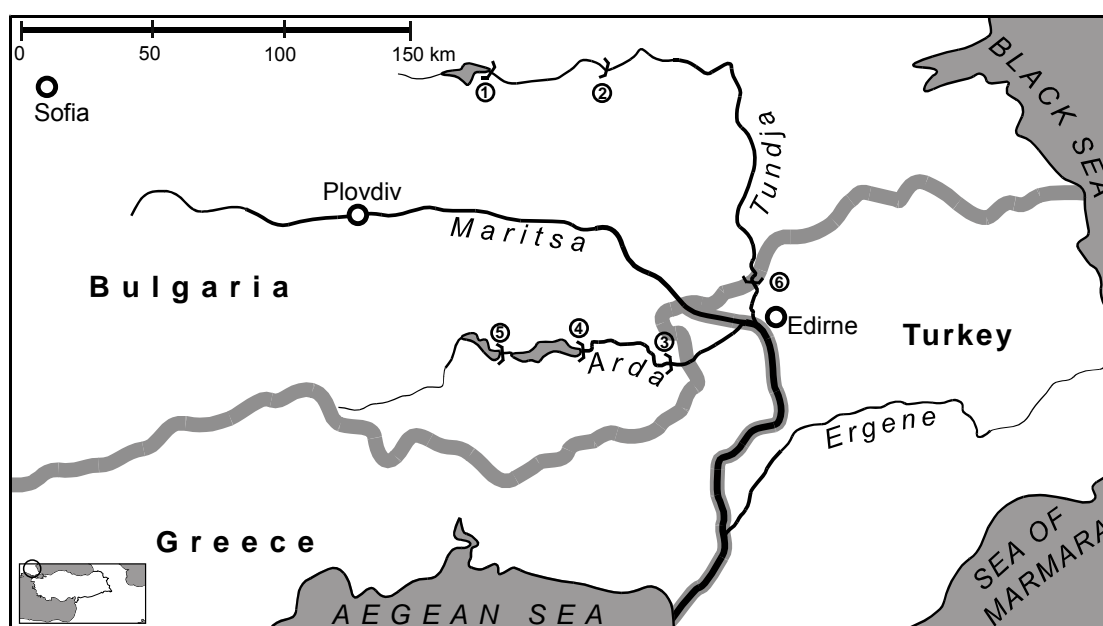 0 50 100 150 km
Sofia
1
2
BLACK SEA
Tundja
Plovdiv
Maritsa
Bulgaria
6
Edirne
Turkey
5
4
3
Arda
Ergene
Greece
SEA OF
MARMARA
AEGEAN SEA